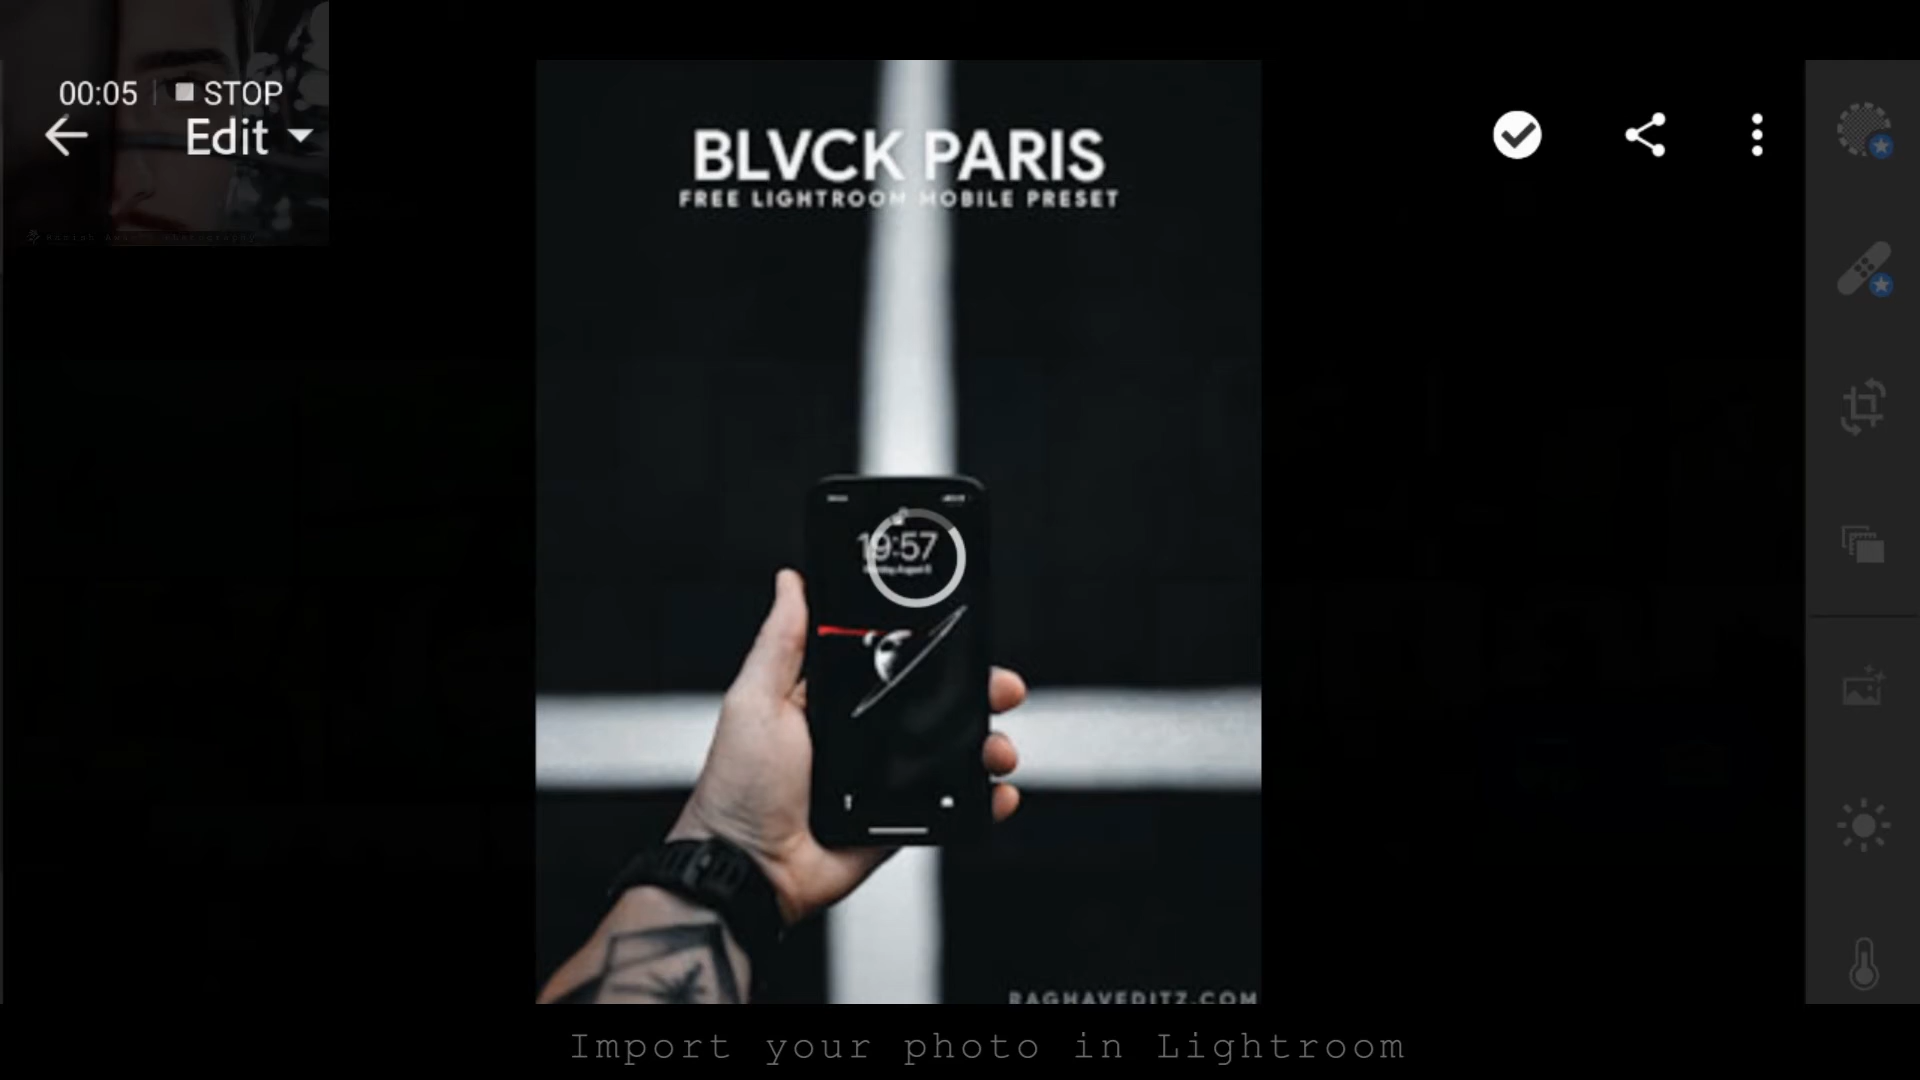 00:05 STOP
Edit
BLVCK PARIS
FREE LIGHTROOM MOBILE PRESET
19:57
RAGHAVEDITZ.COM
Import your photo in Lightroom